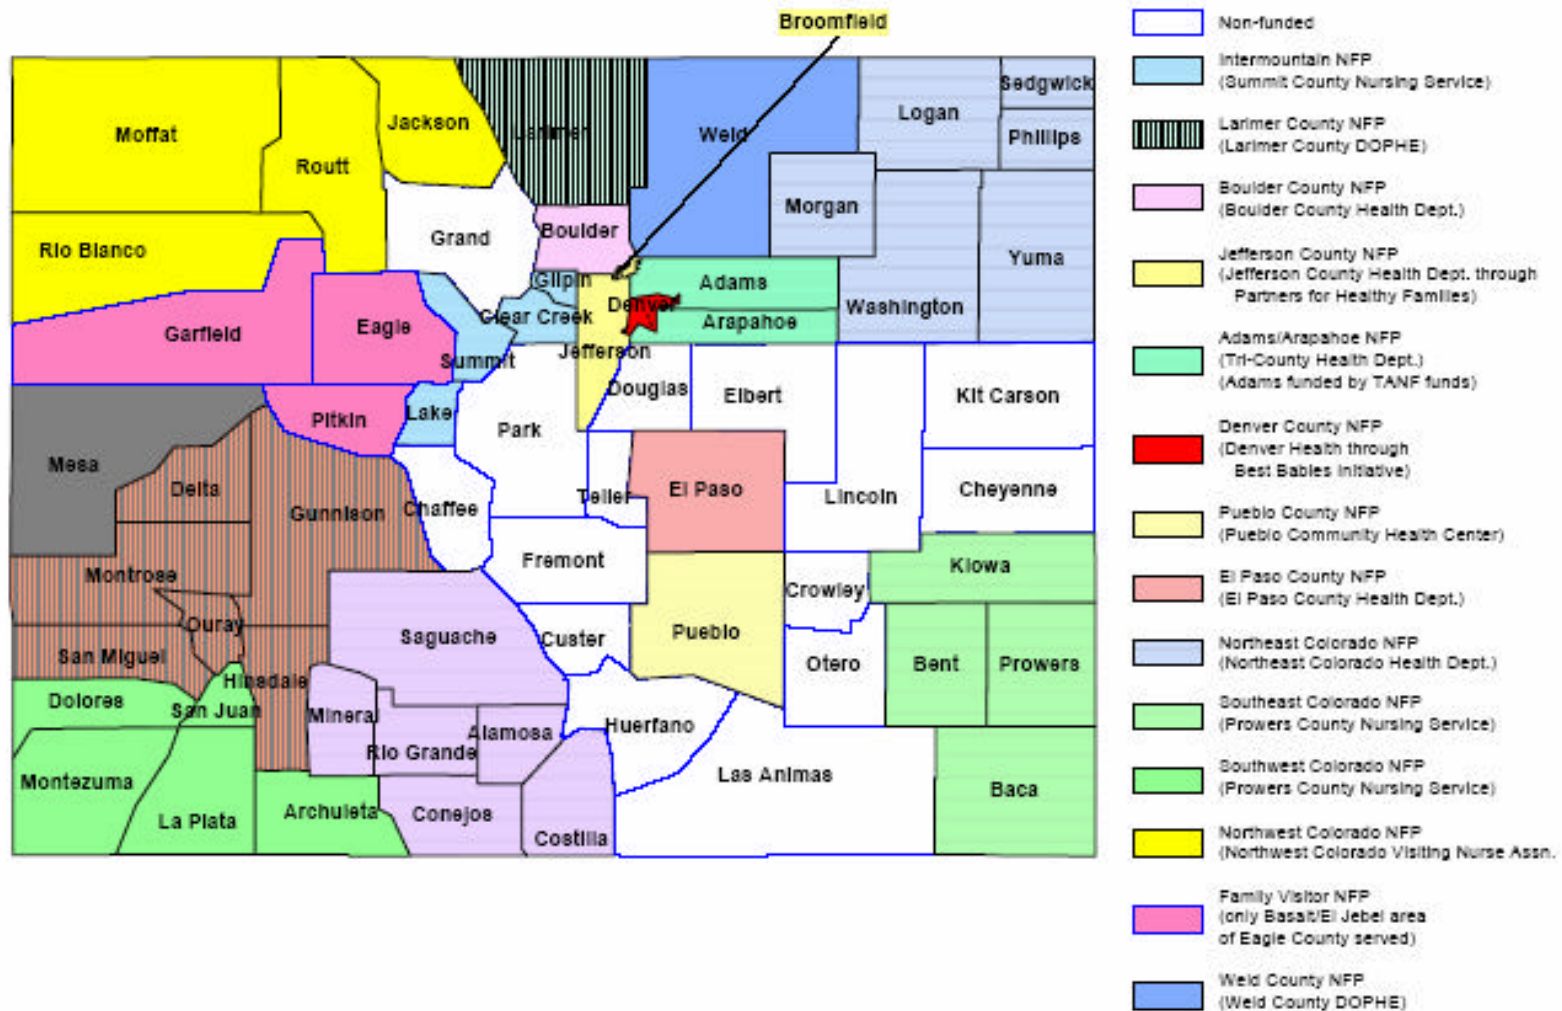 Broomfield
Moffat
Routt
Jackson
Larimer
Weld
Logan
Sedgwick
Phillips
Morgan
Rio Blanco
Grand
Boulder
Gilpin
Adams
Yuma
Washington
Garfield
Eagle
Clear Creek
Denver
Arapahoe
Summit
Jefferson
Douglas
Elbert
Kit Carson
Pitkin
Lake
Park
Mesa
Delta
Gunnison
Chaffee
Teller
El Paso
Lincoln
Cheyenne
Montrose
Fremont
Crowley
Kiowa
Ouray
Saguache
Custer
Pueblo
Otero
Bent
Prowers
San Miguel
Dolores
San Juan
Hinsdale
Mineral
Rio Grande
Alamosa
Huerfano
Las Animas
Baca
Montezuma
La Plata
Archuleta
Conejos
Costilla
Non-funded
Intermountain NFP
(Summit County Nursing Service)
Larimer County NFP
(Larimer County DOPHE)
Boulder County NFP
(Boulder County Health Dept.)
Jefferson County NFP
(Jefferson County Health Dept. through
Partners for Healthy Families)
Adams/Arapahoe NFP
(Tri-County Health Dept.)
(Adams funded by TANF funds)
Denver County NFP
(Denver Health through
Best Babies Initiative)
Pueblo County NFP
(Pueblo Community Health Center)
El Paso County NFP
(El Paso County Health Dept.)
Northeast Colorado NFP
(Northeast Colorado Health Dept.)
Southeast Colorado NFP
(Prowers County Nursing Service)
Southwest Colorado NFP
(Prowers County Nursing Service)
Northwest Colorado NFP
(Northwest Colorado Visiting Nurse Assn.
Family Visitor NFP
(only Basalt/El Jebel area
of Eagle County served)
Weld County NFP
(Weld County DOPHE)